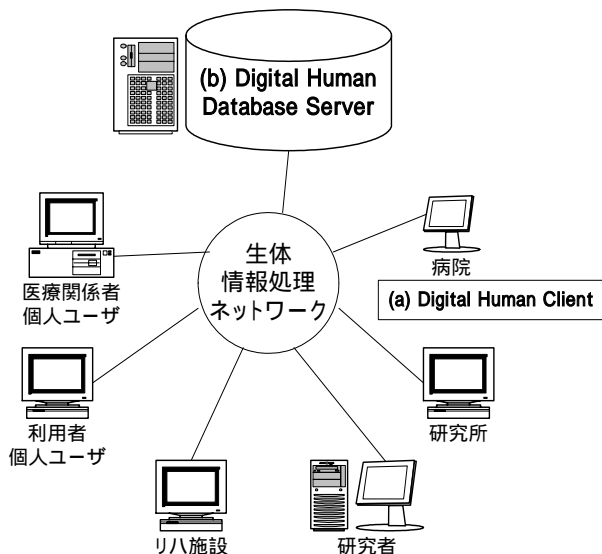 (b) Digital Human
Database Server
生体
情報処理
ネットワーク
医療関係者
個人ユーザ
病院
(a) Digital Human Client
利用者
個人ユーザ
研究所
リハ施設
研究者